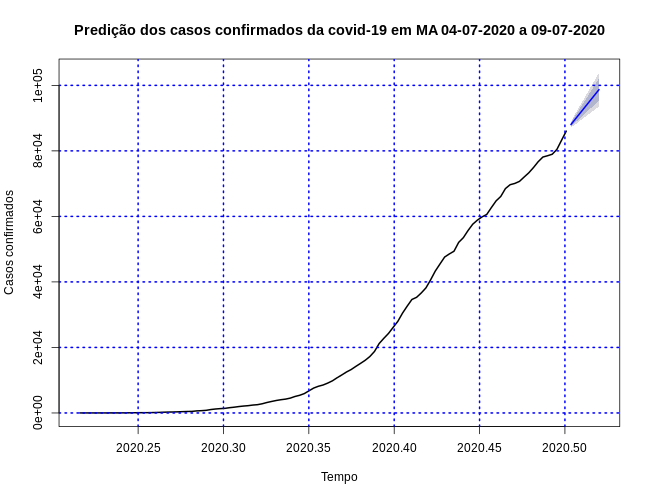 Predição dos casos confirmados da covid-19 em MA 04-07-2020 a 09-07-2020
Casos confirmados
1e+05
8e+04
6e+04
4e+04
2e+04
0e+00
2020.25 2020.30 2020.35 2020.40 2020.45 2020.50
Tempo